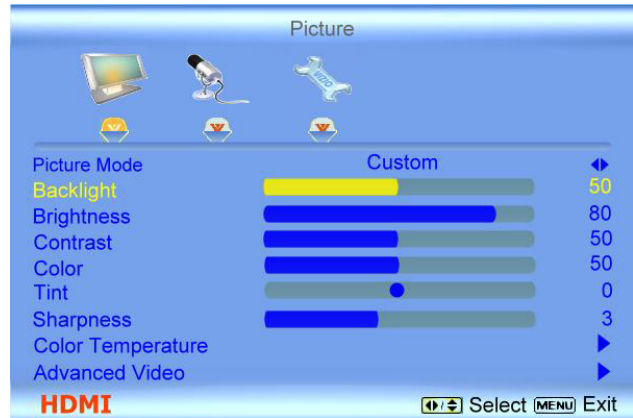 Picture
VIZIO
Picture Mode Custom
Backlight 50
Brightness 80
Contrast 50
Color 50
Tint 0
Sharpness 3
Color Temperature
Advanced Video
HDMI Select MENU Exit